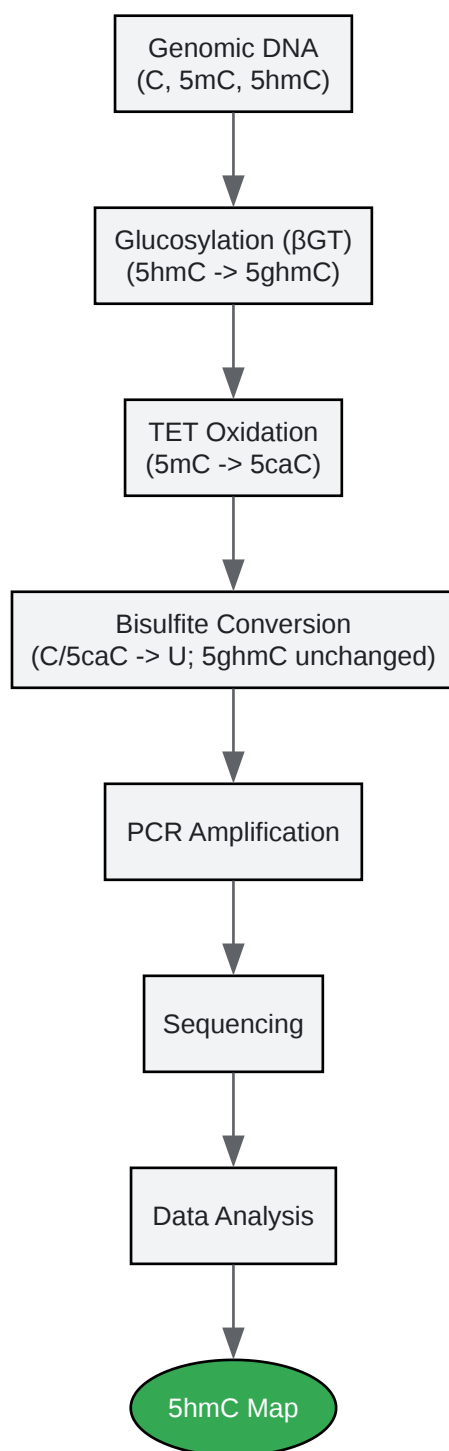 Genomic DNA
(C, 5mC, 5hmC)
Glucosylation (βGT)
(5hmC -> 5ghmC)
TET Oxidation
(5mC -> 5caC)
Bisulfite Conversion
(C/5caC -> U; 5ghmC unchanged)
PCR Amplification
Sequencing
Data Analysis
5hmC Map